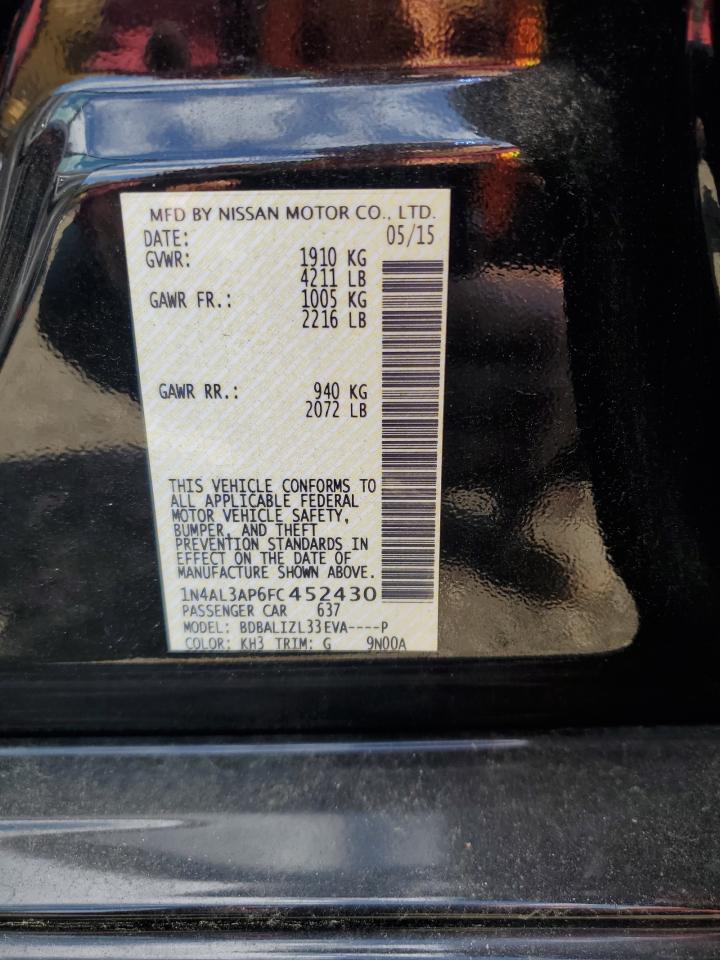 MFD BY NISSAN MOTOR CO., LTD.
DATE: 05/15
GVWR: 1910 KG
4211 LB
GAWR FR.: 1005 KG
2216 LB
GAWR RR.: 940 KG
2072 LB
THIS VEHICLE CONFORMS TO
ALL APPLICABLE FEDERAL
MOTOR VEHICLE SAFETY,
BUMPER, AND THEFT
PREVENTION STANDARDS IN
EFFECT ON THE DATE OF
MANUFACTURE SHOWN ABOVE.
1N4AL3AP6FC452430
PASSENGER CAR 637
MODEL: BDBALIZL33EVA----P
COLOR: KH3 TRIM: G 9N00A